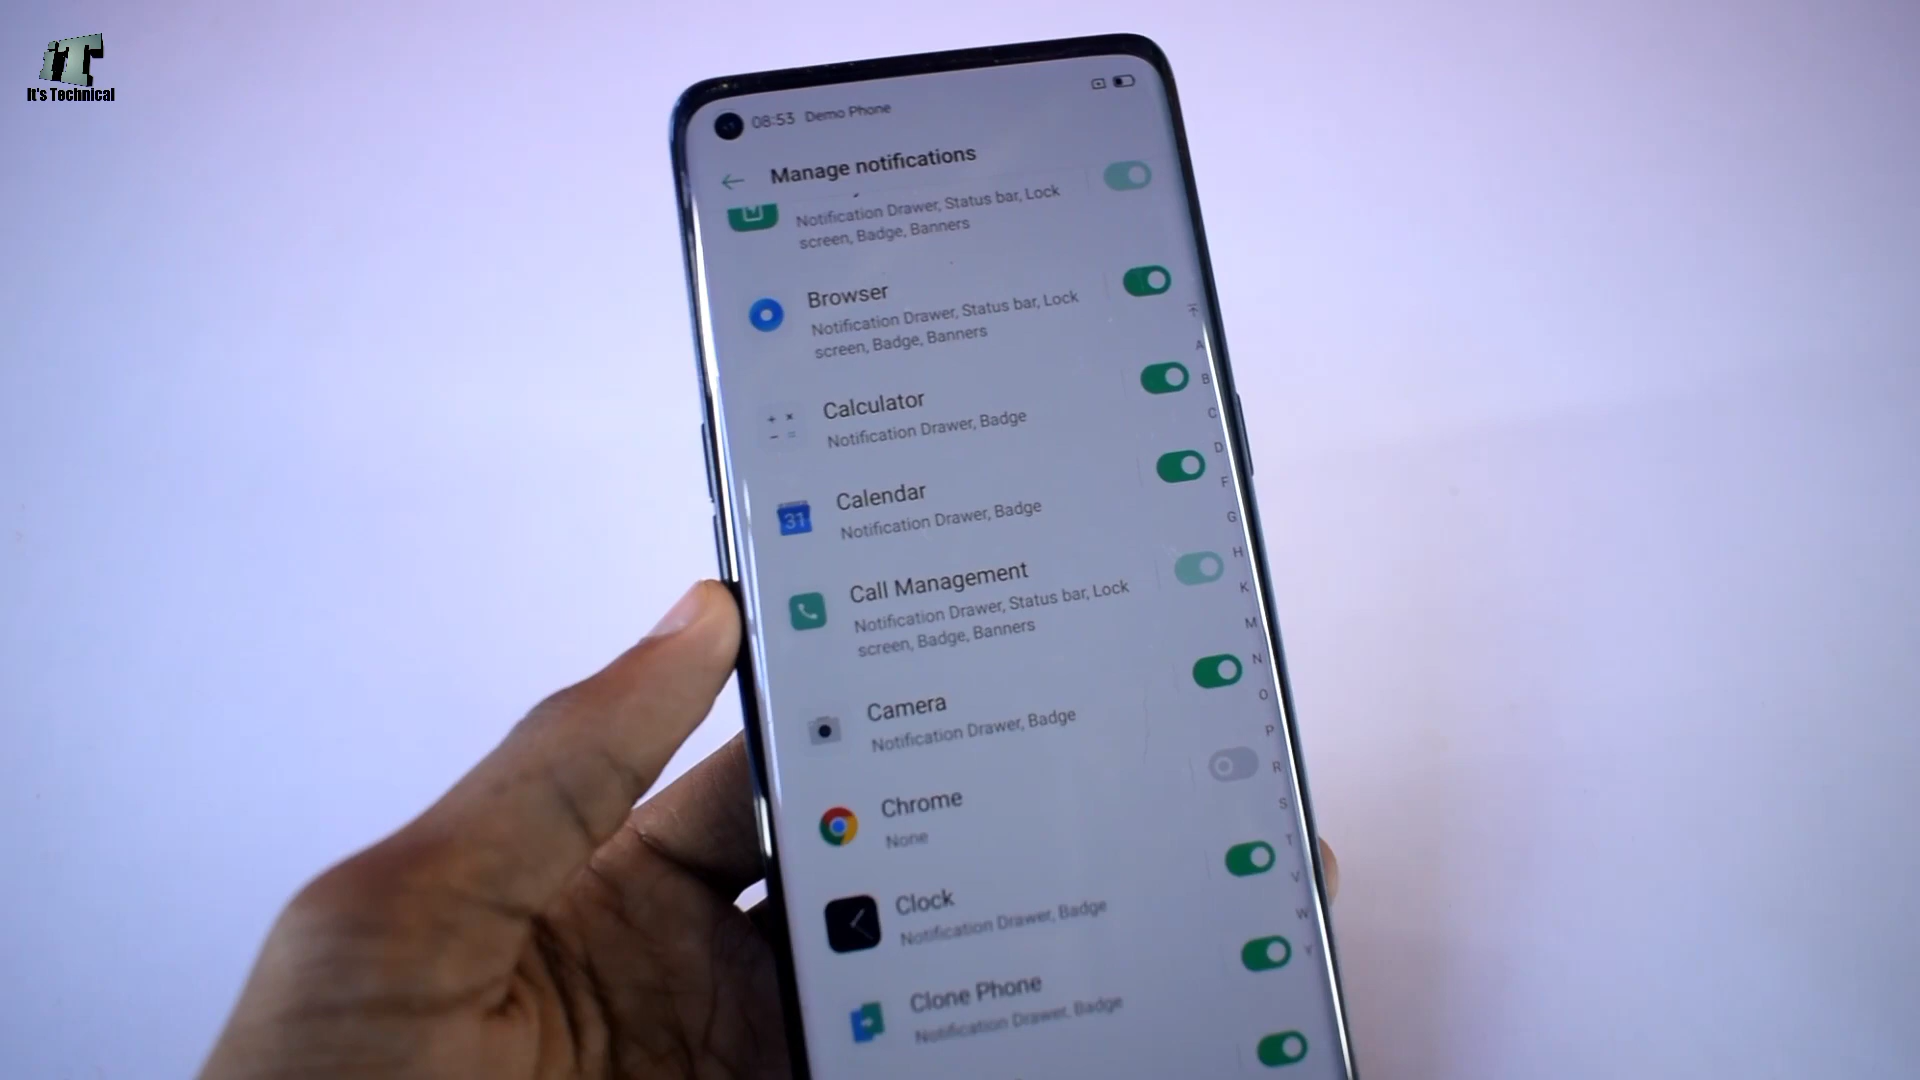 iT
It's Technical
08:53 Demo Phone
Manage notifications
Notification Drawer, Status bar, Lock
screen, Badge, Banners
Browser
Notification Drawer, Status bar, Lock
screen, Badge, Banners
Calculator
Notification Drawer, Badge
31
Calendar
Notification Drawer, Badge
Call Management
Notification Drawer, Status bar, Lock
screen, Badge, Banners
Camera
Notification Drawer, Badge
Chrome
None
Clock
Notification Drawer, Badge
Clone Phone
Notification Drawer, Badge
A
B
C
D
F
G
H
K
M
N
O
P
R
S
T
V
W
Y